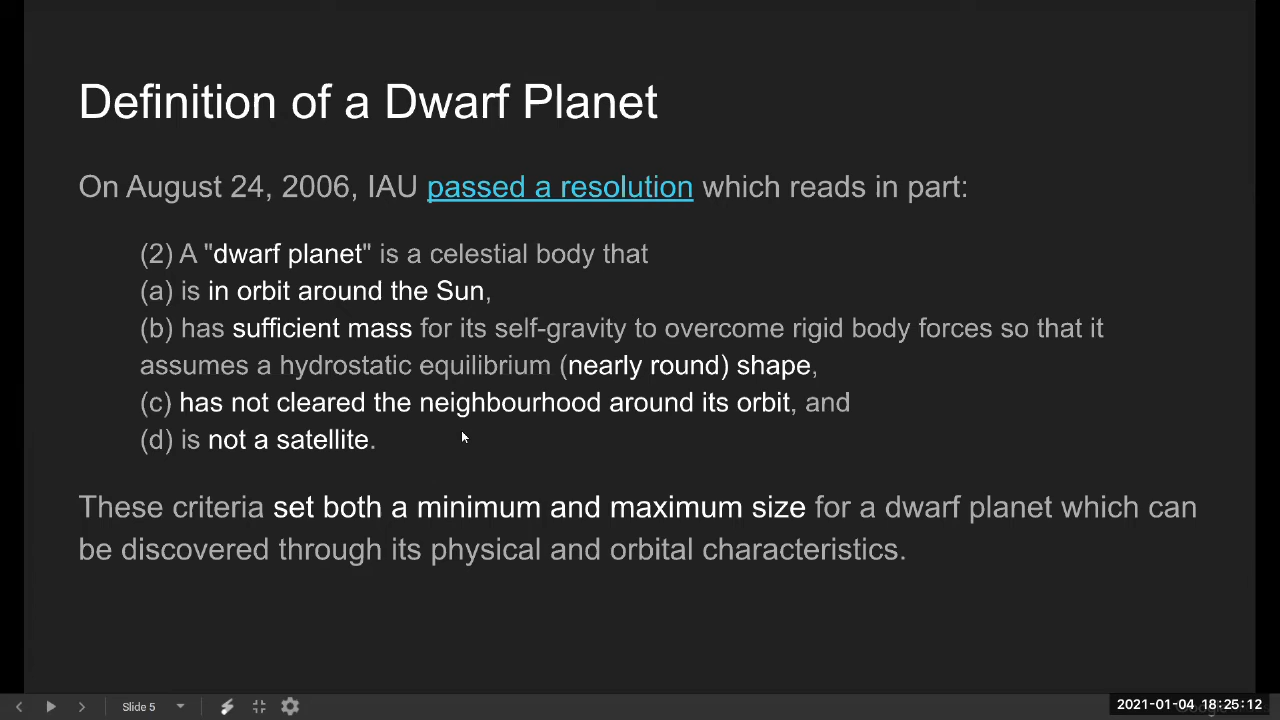 Definition of a Dwarf Planet
On August 24, 2006, IAU passed a resolution which reads in part:
(2) A "dwarf planet" is a celestial body that
(a) is in orbit around the Sun,
(b) has sufficient mass for its self-gravity to overcome rigid body forces so that it
assumes a hydrostatic equilibrium (nearly round) shape,
(c) has not cleared the neighbourhood around its orbit, and
(d) is not a satellite.
These criteria set both a minimum and maximum size for a dwarf planet which can
be discovered through its physical and orbital characteristics.
Slide 5
2021-01-04 18:25:12